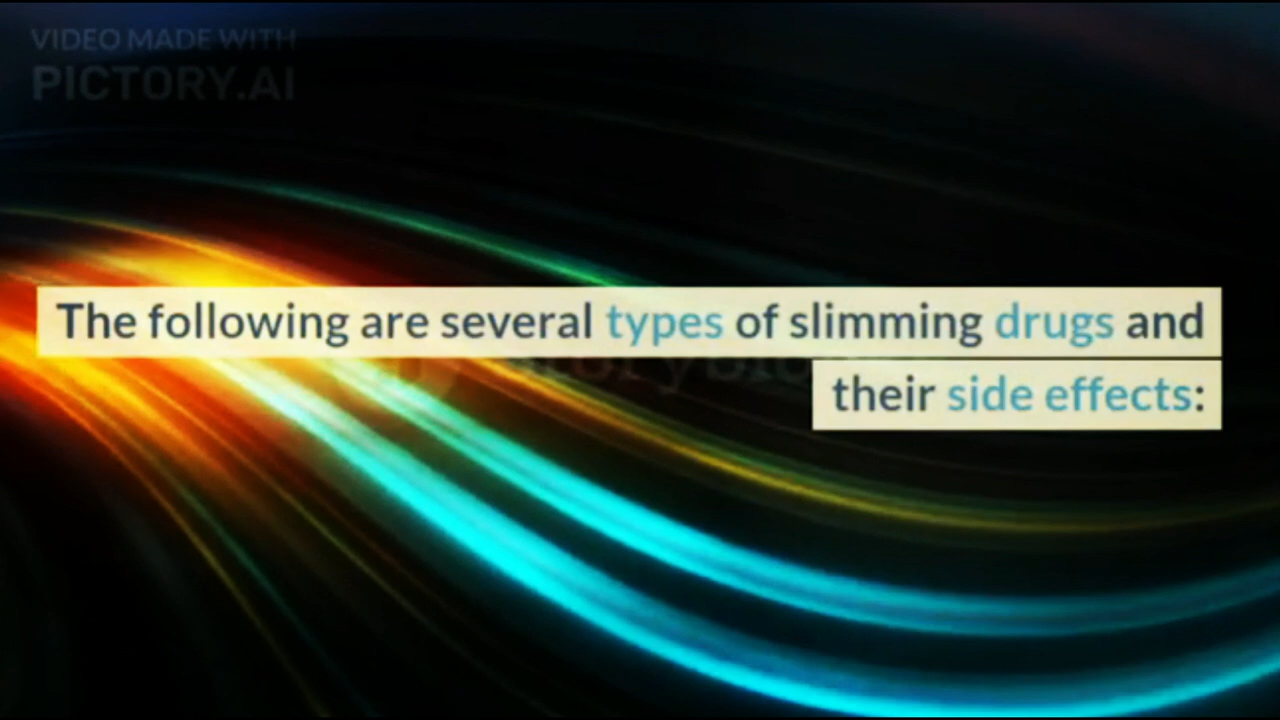 VIDEO MADE WITH
PICTORY.AI
The following are several types of slimming drugs and
their side effects: